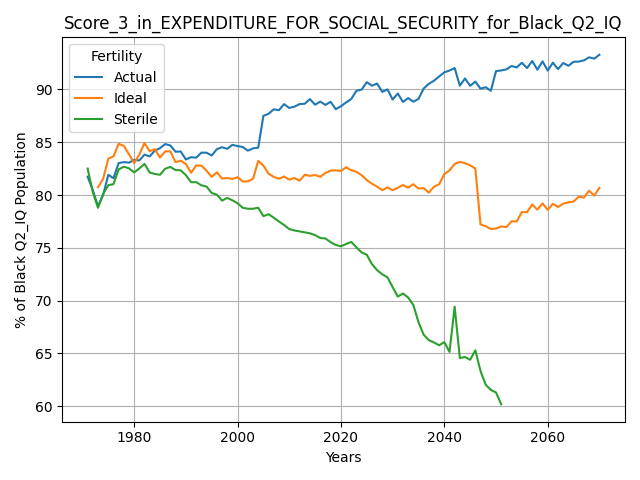 Score_3_in_EXPENDITURE_FOR_SOCIAL_SECURITY_for_Black_Q2_IQ
Fertility
Actual
Ideal
Sterile
% of Black Q2_IQ Population
90
85
80
75
70
65
60
1980
2000
2020
2040
2060
Years